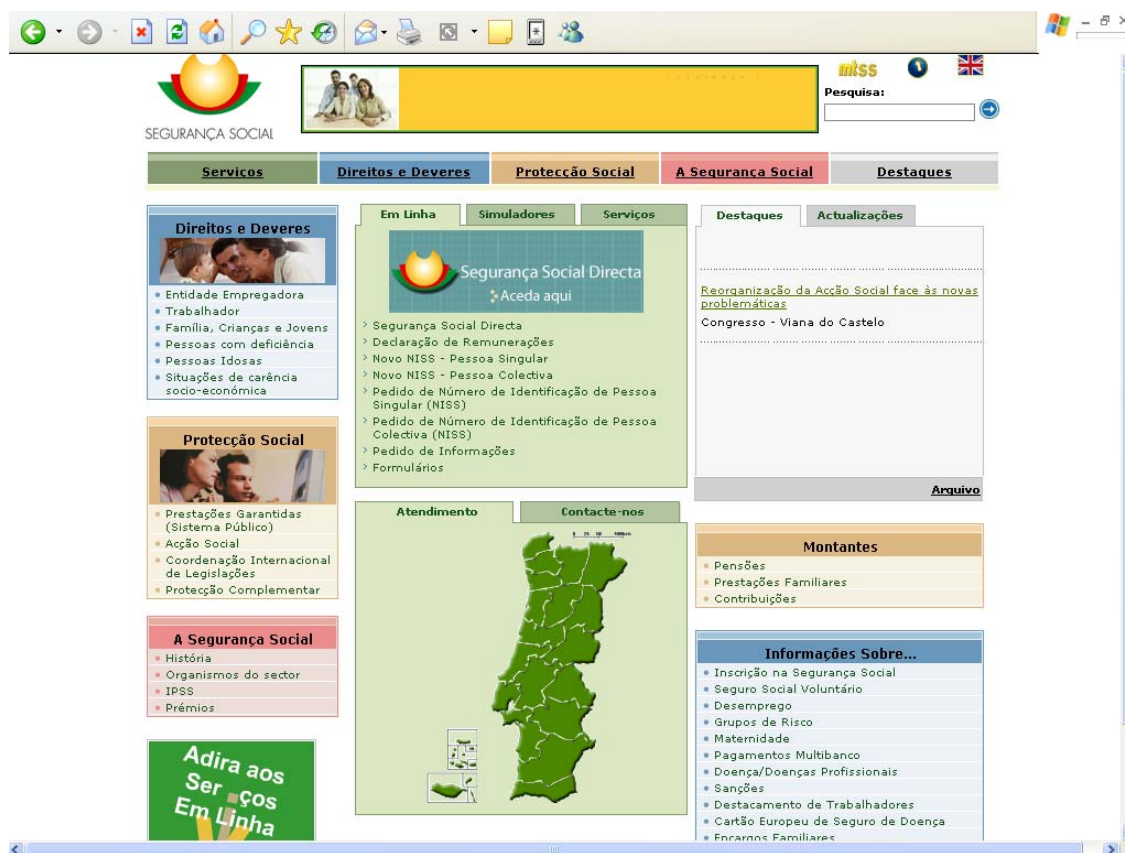 mtss
Pesquisa:
SEGURANÇA SOCIAL
Serviços
Direitos e Deveres
Protecção Social
A Segurança Social
Destaques
Direitos e Deveres
Entidade Empregadora
Trabalhador
Família, Crianças e Jovens
Pessoas com deficiência
Pessoas Idosas
Situações de carência
socio-económica
Protecção Social
Prestações Garantidas
(Sistema Público)
Acção Social
Coordenação Internacional
de Legislações
Protecção Complementar
A Segurança Social
História
Organismos do sector
IPSS
Prémios
Adira aos
Ser ços
Em Linha
Em Linha
Simuladores
Serviços
Segurança Social Directa
Aceda aqui
Segurança Social Directa
Declaração de Remunerações
Novo NISS - Pessoa Singular
Novo NISS - Pessoa Colectiva
Pedido de Número de Identificação de Pessoa
Singular (NISS)
Pedido de Número de Identificação de Pessoa
Colectiva (NISS)
Pedido de Informações
Formulários
Atendimento
Contacte-nos
0 25 50 100km
Destaques
Actualizações
Reorganização da Acção Social face às novas
problemáticas
Congresso - Viana do Castelo
Arquivo
Montantes
Pensões
Prestações Familiares
Contribuições
Informações Sobre...
Inscrição na Segurança Social
Seguro Social Voluntário
Desemprego
Grupos de Risco
Maternidade
Pagamentos Multibanco
Doença/Doenças Profissionais
Sanções
Destacamento de Trabalhadores
Cartão Europeu de Seguro de Doença
Encargos Familiares